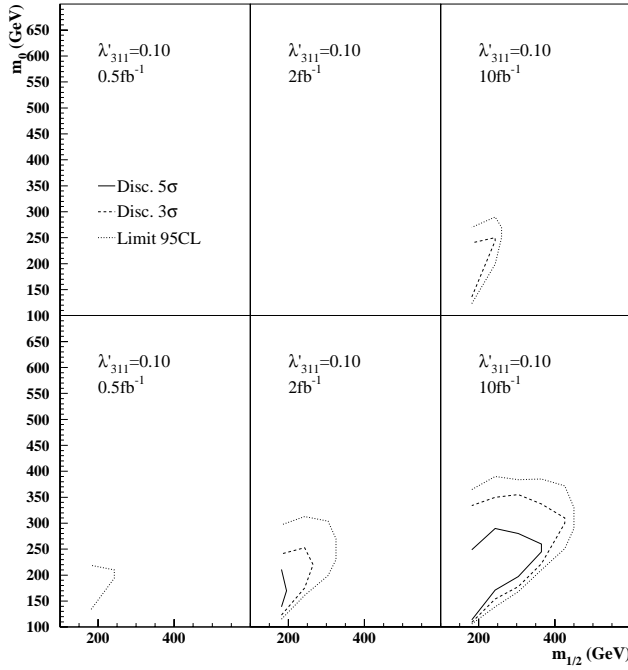 m₀ (GeV)
650
600
550
500
450
400
350
300
250
200
150
100
λ'₃₁₁=0.10
0.5fb⁻¹
λ'₃₁₁=0.10
2fb⁻¹
λ'₃₁₁=0.10
10fb⁻¹
Disc. 5σ
Disc. 3σ
Limit 95CL
650
600
550
500
450
400
350
300
250
200
150
100
λ'₃₁₁=0.10
0.5fb⁻¹
λ'₃₁₁=0.10
2fb⁻¹
λ'₃₁₁=0.10
10fb⁻¹
200 400 200 400 200 400
m₁/₂ (GeV)